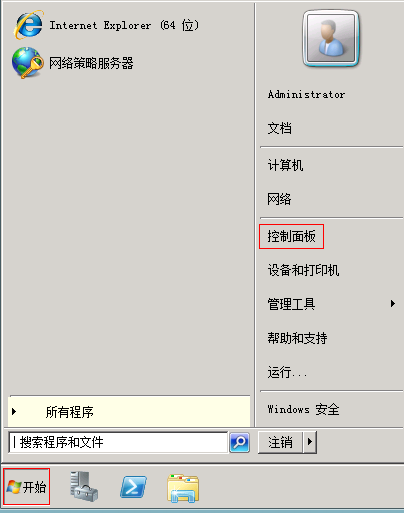 Internet Explorer (64 位)
网络策略服务器
所有程序
搜索程序和文件
Administrator
文档
计算机
网络
控制面板
设备和打印机
管理工具
帮助和支持
运行...
Windows 安全
注销
开始